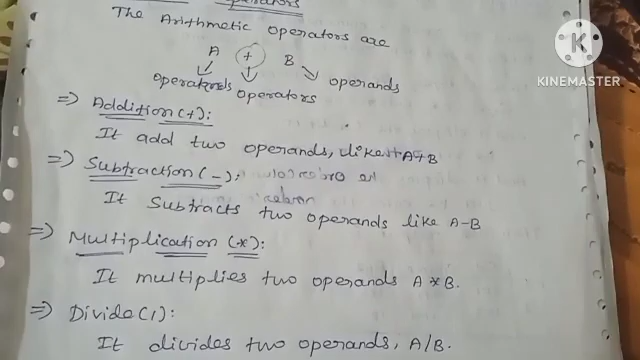 operators
The Arithmetic operators are
A + B
operators operands
⇒ Addition(+):
It add two operands, like A+B
⇒ Subtraction(-):
It Subtracts two operands like A-B
⇒ Multiplication (*):
It multiplies two operands A*B.
⇒ Divide(/):
It divides two operands, A/B.
KINEMASTER